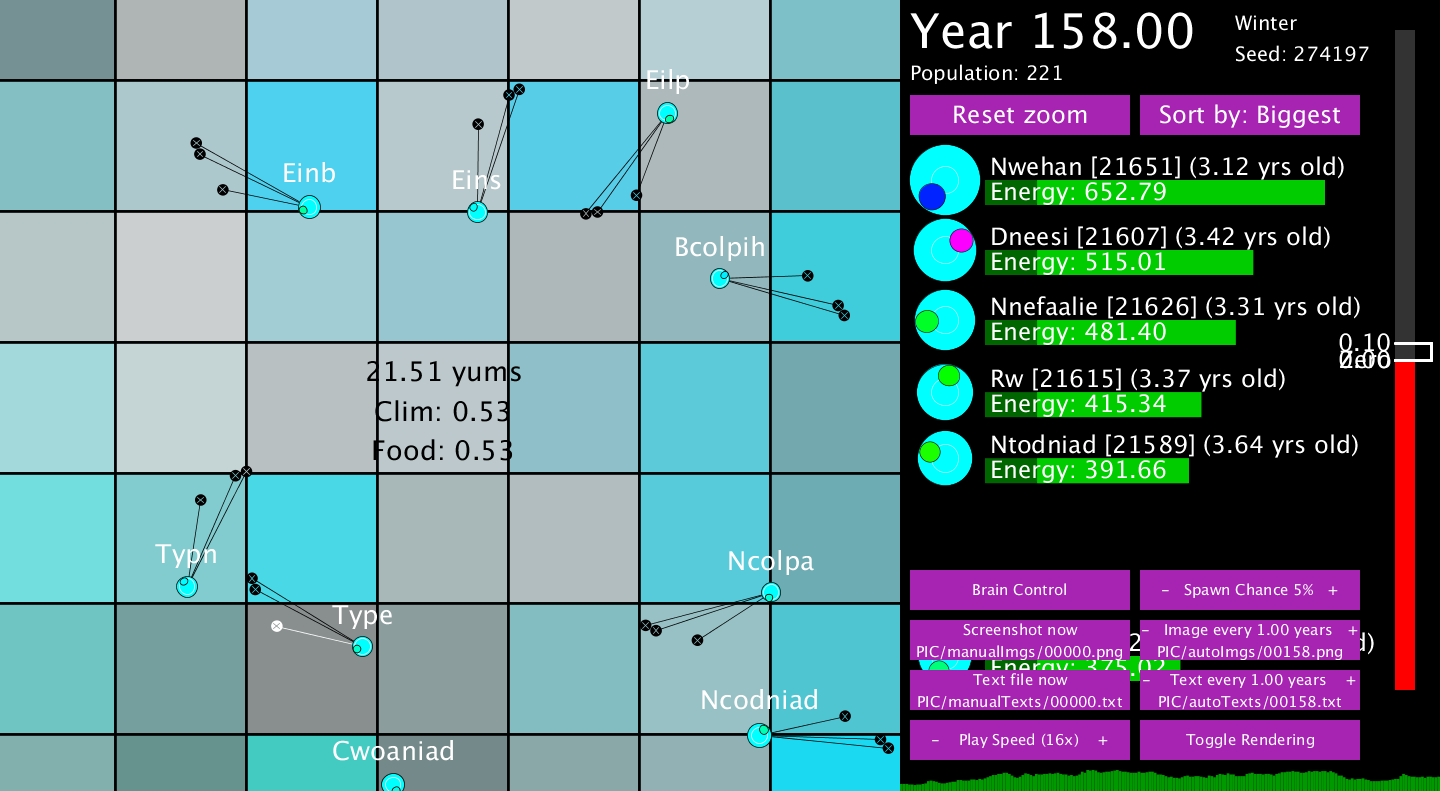 Eilp
Einb
Eins
Bcolpih
21.51 yums
Clim: 0.53
Food: 0.53
Typn
Ncolpa
Type
Ncodniad
Cwoaniad
Year 158.00
Winter
Seed: 274197
Population: 221
Reset zoom
Sort by: Biggest
Nwehan [21651] (3.12 yrs old)
Energy: 652.79
Dneesi [21607] (3.42 yrs old)
Energy: 515.01
Nnefaalie [21626] (3.31 yrs old)
Energy: 481.40
0.10
Rw [21615] (3.37 yrs old)
Energy: 415.34
Ntodniad [21589] (3.64 yrs old)
Energy: 391.66
Brain Control
– Spawn Chance 5% +
Screenshot now
PIC/manualImgs/00000.png
– Image every 1.00 years +
PIC/autoImgs/00158.png
Energy: 375.02
Text file now
PIC/manualTexts/00000.txt
– Text every 1.00 years +
PIC/autoTexts/00158.txt
– Play Speed (16x) +
Toggle Rendering